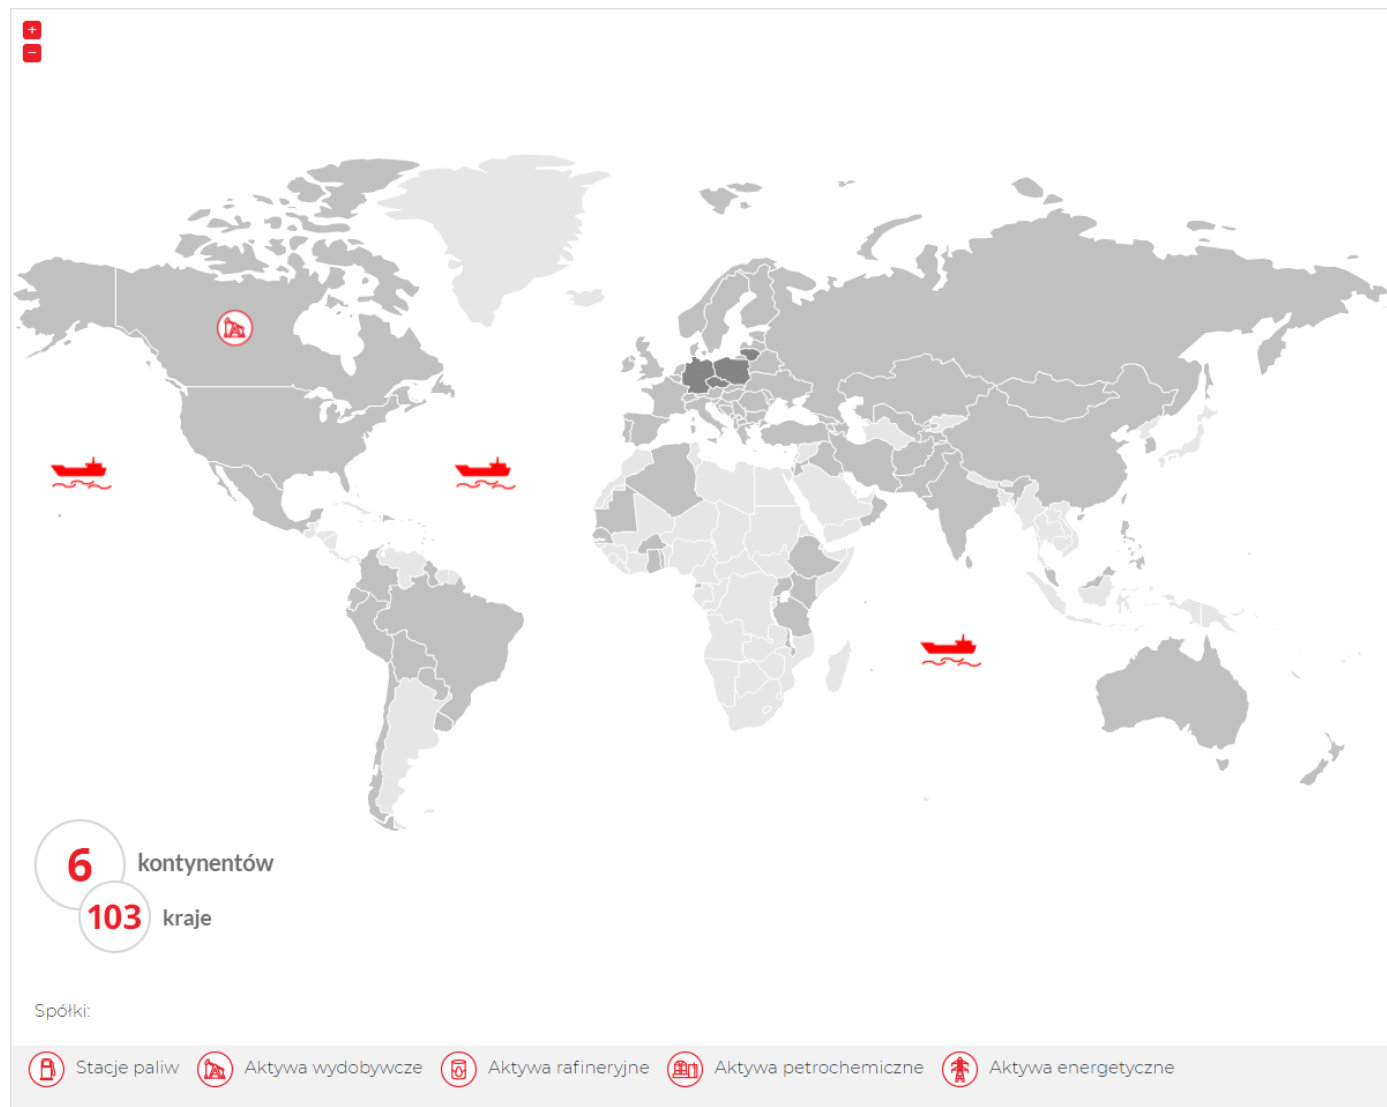 +
−
6 kontynentów
103 kraje
Spółki:
Stacje paliw Aktywa wydobywcze Aktywa rafineryjne Aktywa petrochemiczne Aktywa energetyczne